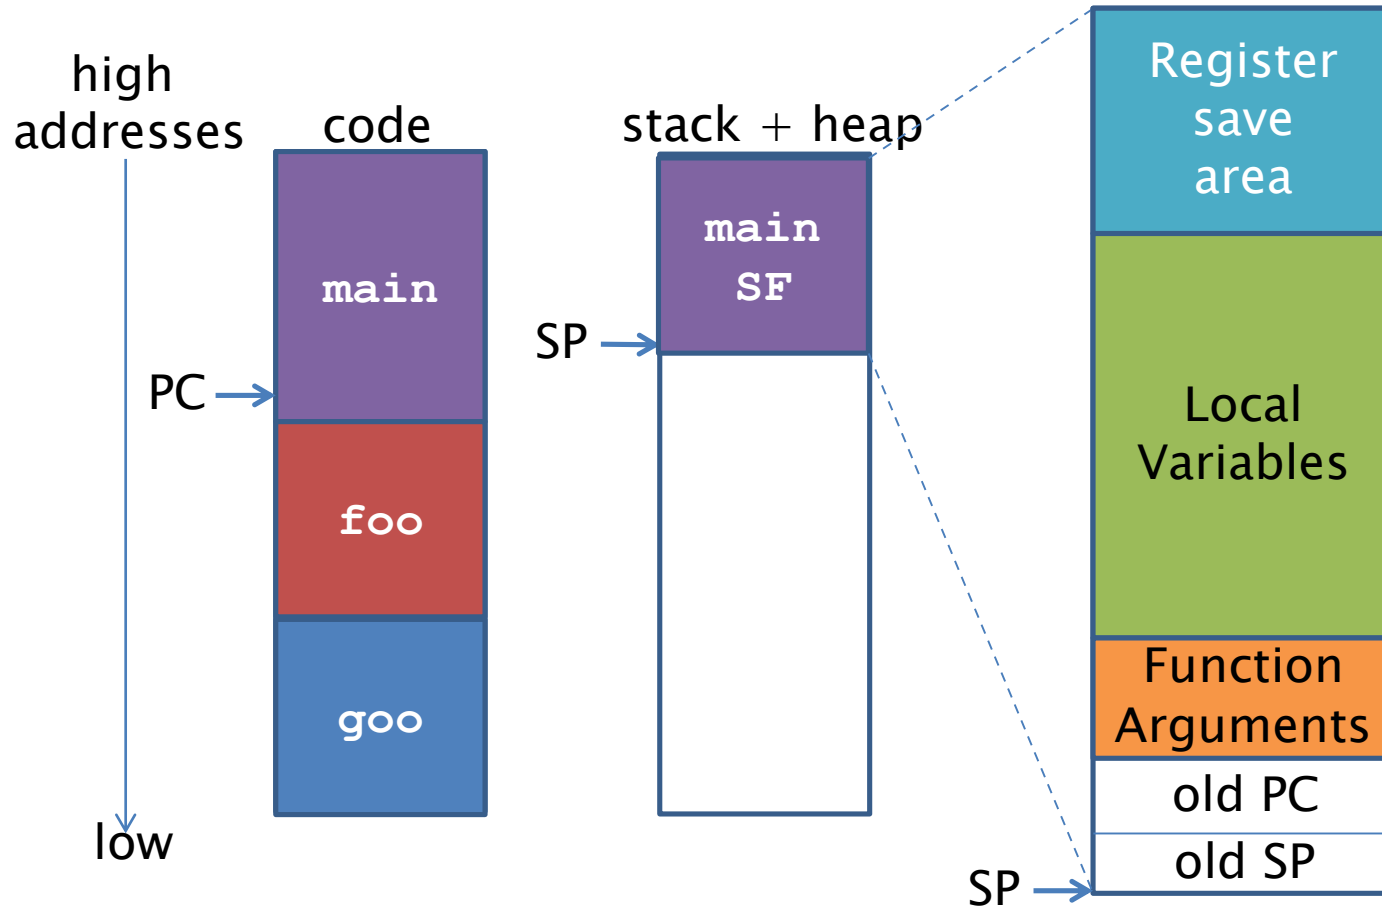 high
addresses
code
stack + heap
main
SF
main
SP
PC
foo
goo
low
Register
save
area
Local
Variables
Function
Arguments
old PC
old SP
SP